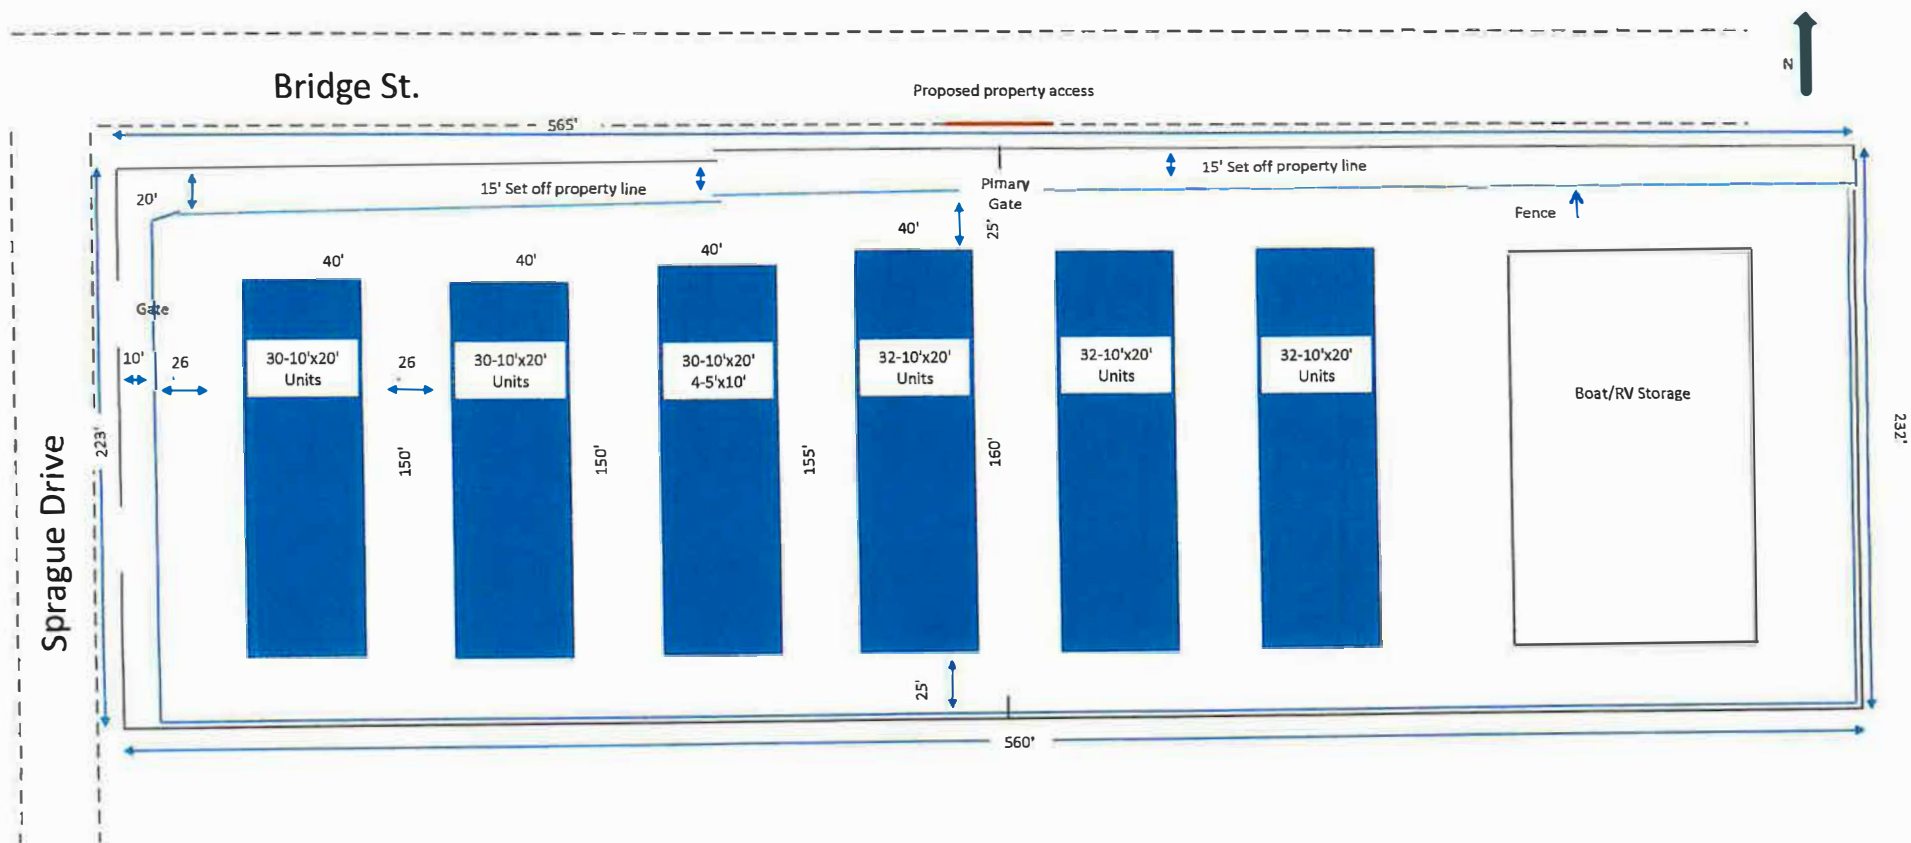 N
Bridge St.
Proposed property access
565'
15' Set off property line
15' Set off property line
20'
Pimary
Gate
Fence
40'
25'
40'
40'
40'
Gate
10'
26
30-10'x20'
Units
26
30-10'x20'
Units
30-10'x20'
4-5'x10'
32-10'x20'
Units
32-10'x20'
Units
32-10'x20'
Units
Boat/RV Storage
223'
150'
150'
155'
160'
232'
Sprague Drive
25'
560'